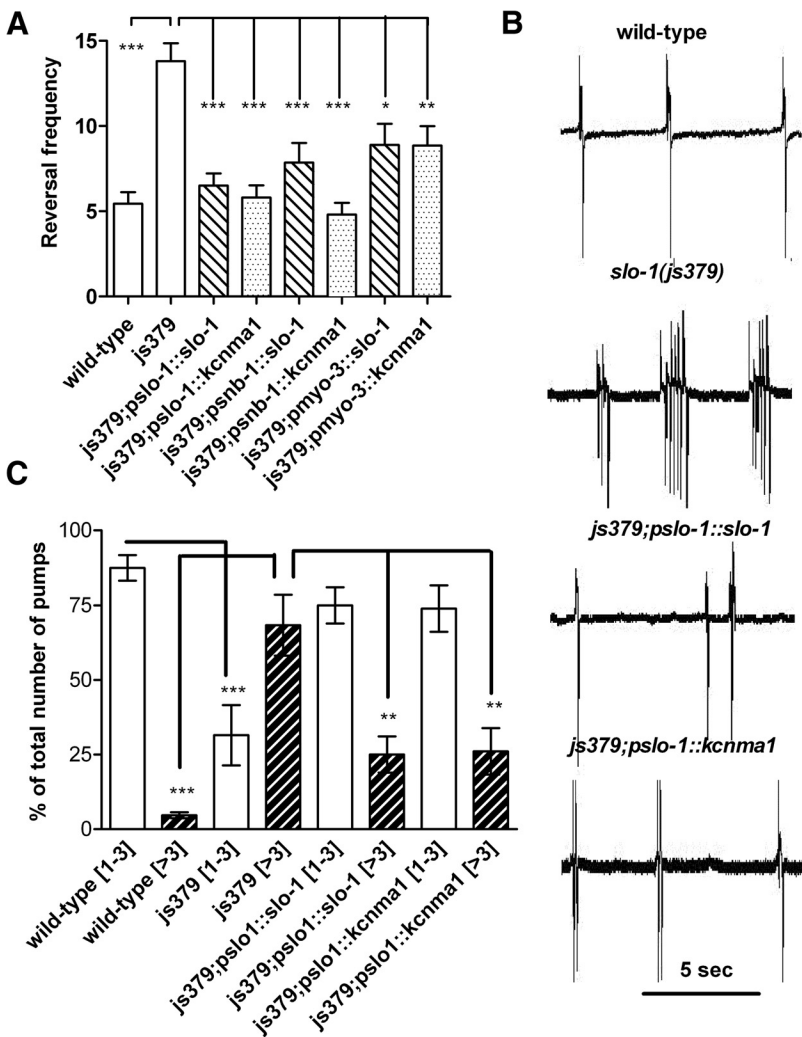 A
Reversal frequency
15
10
5
0
***
***
***
***
***
*
**
wild-type
js379
js379;pslo-1::slo-1
js379;pslo-1::kcnma1
js379;psnb-1::slo-1
js379;psnb-1::kcnma1
js379;pmyo-3::slo-1
js379;pmyo-3::kcnma1
B
wild-type
slo-1(js379)
js379;pslo-1::slo-1
js379;pslo-1::kcnma1
5 sec
C
% of total number of pumps
100
75
50
25
0
***
***
**
**
wild-type [1-3]
wild-type [>3]
js379 [1-3]
js379 [>3]
js379;pslo1::slo-1 [1-3]
js379;pslo1::slo-1 [>3]
js379;pslo1::kcnma1 [1-3]
js379;pslo1::kcnma1 [>3]